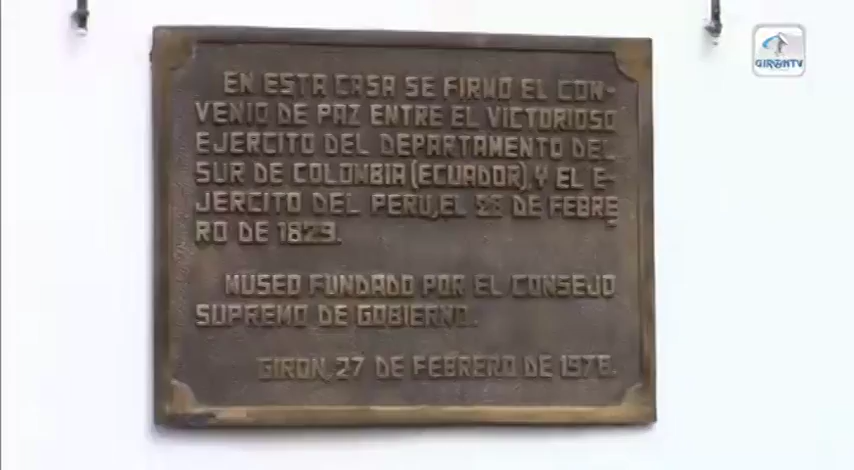 EN ESTA CASA SE FIRMO EL CON-
VENIO DE PAZ ENTRE EL VICTORIOSO
EJERCITO DEL DEPARTAMENTO DEL
SUR DE COLOMBIA (ECUADOR), Y EL E-
JERCITO DEL PERU, EL 28 DE FEBRE
RO DE 1829.
MUSEO FUNDADO POR EL CONSEJO
SUPREMO DE GOBIERNO.
GIRON, 27 DE FEBRERO DE 1978.
GIRONTV